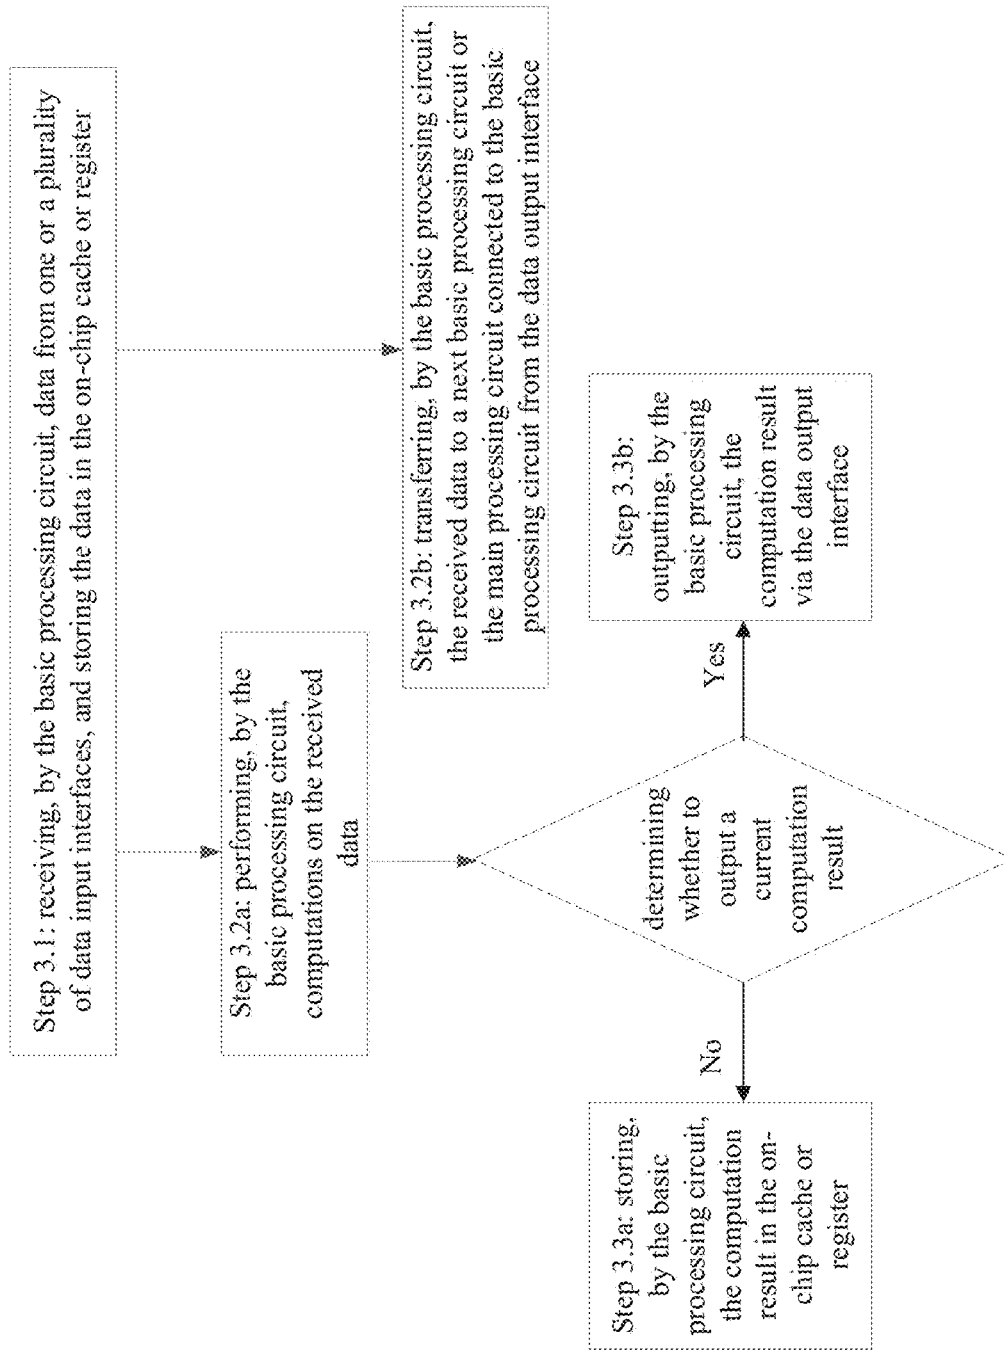 Step 3.1: receiving, by the basic processing circuit, data from one or a plurality
of data input interfaces, and storing the data in the on-chip cache or register
Step 3.2a: performing, by the
basic processing circuit,
computations on the received
data
Step 3.2b: transferring, by the basic processing circuit,
the received data to a next basic processing circuit or
the main processing circuit connected to the basic
processing circuit from the data output interface
determining
whether to
output a
current
computation
result
No
Yes
Step 3.3a: storing,
by the basic
processing circuit,
the computation
result in the on-
chip cache or
register
Step 3.3b:
outputting, by the
basic processing
circuit, the
computation result
via the data output
interface